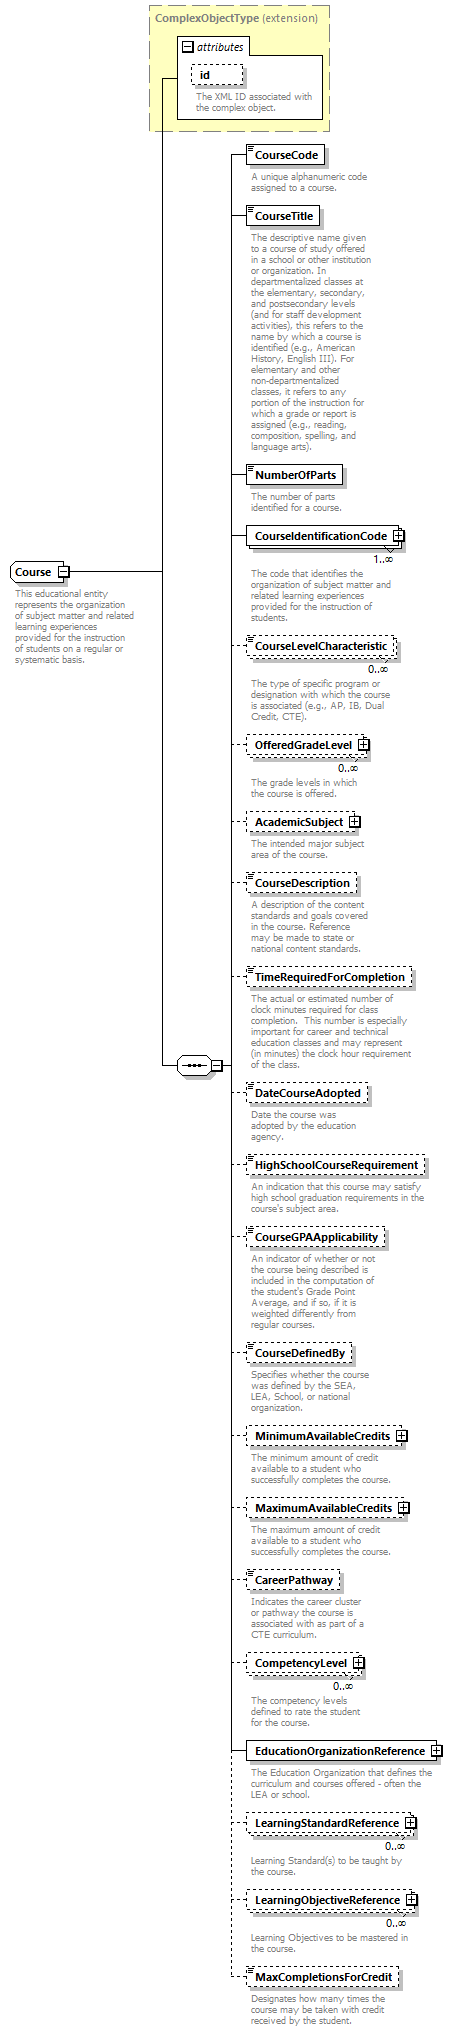 ComplexObjectType (extension)
attributes
id
The XML ID associated with
the complex object.
CourseCode
A unique alphanumeric code
assigned to a course.
CourseTitle
The descriptive name given
to a course of study offered
in a school or other institution
or organization. In
departmentalized classes at
the elementary, secondary,
and postsecondary levels
(and for staff development
activities), this refers to the
name by which a course is
identified (e.g., American
History, English III). For
elementary and other
non-departmentalized
classes, it refers to any
portion of the instruction for
which a grade or report is
assigned (e.g., reading,
composition, spelling, and
language arts).
NumberOfParts
The number of parts
identified for a course.
CourseIdentificationCode
1..∞
The code that identifies the
organization of subject matter and
related learning experiences
provided for the instruction of
students.
Course
This educational entity
represents the organization
of subject matter and related
learning experiences
provided for the instruction
of students on a regular or
systematic basis.
CourseLevelCharacteristic
0..∞
The type of specific program or
designation with which the course
is associated (e.g., AP, IB, Dual
Credit, CTE).
OfferedGradeLevel
0..∞
The grade levels in which
the course is offered.
AcademicSubject
The intended major subject
area of the course.
CourseDescription
A description of the content
standards and goals covered
in the course. Reference
may be made to state or
national content standards.
TimeRequiredForCompletion
The actual or estimated number of
clock minutes required for class
completion.  This number is especially
important for career and technical
education classes and may represent
(in minutes) the clock hour requirement
of the class.
DateCourseAdopted
Date the course was
adopted by the education
agency.
HighSchoolCourseRequirement
An indication that this course may satisfy
high school graduation requirements in the
course's subject area.
CourseGPAApplicability
An indicator of whether or not
the course being described is
included in the computation of
the student's Grade Point
Average, and if so, if it is
weighted differently from
regular courses.
CourseDefinedBy
Specifies whether the course
was defined by the SEA,
LEA, School, or national
organization.
MinimumAvailableCredits
The minimum amount of credit
available to a student who
successfully completes the course.
MaximumAvailableCredits
The maximum amount of credit
available to a student who
successfully completes the course.
CareerPathway
Indicates the career cluster
or pathway the course is
associated with as part of a
CTE curriculum.
CompetencyLevel
0..∞
The competency levels
defined to rate the student
for the course.
EducationOrganizationReference
The Education Organization that defines the
curriculum and courses offered - often the
LEA or school.
LearningStandardReference
0..∞
Learning Standard(s) to be taught by
the course.
LearningObjectiveReference
0..∞
Learning Objectives to be mastered in
the course.
MaxCompletionsForCredit
Designates how many times the
course may be taken with credit
received by the student.